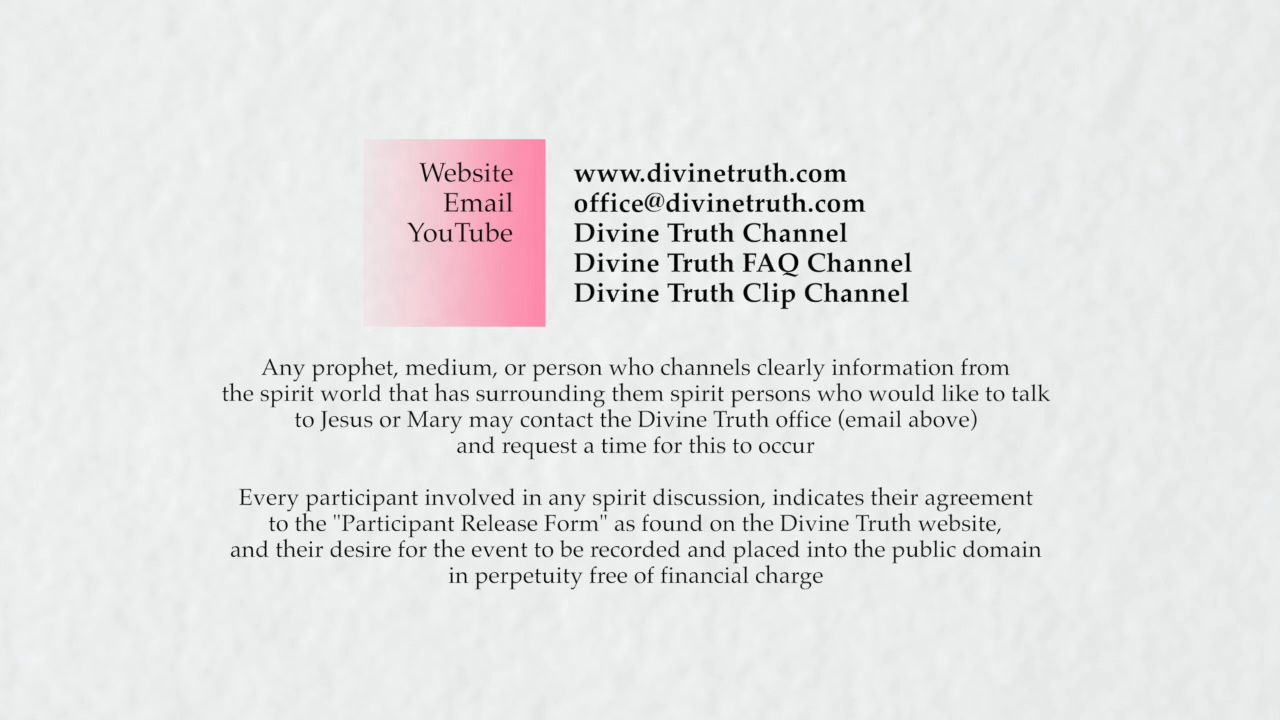 Website www.divinetruth.com
Email office@divinetruth.com
YouTube Divine Truth Channel
Divine Truth FAQ Channel
Divine Truth Clip Channel
Any prophet, medium, or person who channels clearly information from
the spirit world that has surrounding them spirit persons who would like to talk
to Jesus or Mary may contact the Divine Truth office (email above)
and request a time for this to occur
Every participant involved in any spirit discussion, indicates their agreement
to the "Participant Release Form" as found on the Divine Truth website,
and their desire for the event to be recorded and placed into the public domain
in perpetuity free of financial charge